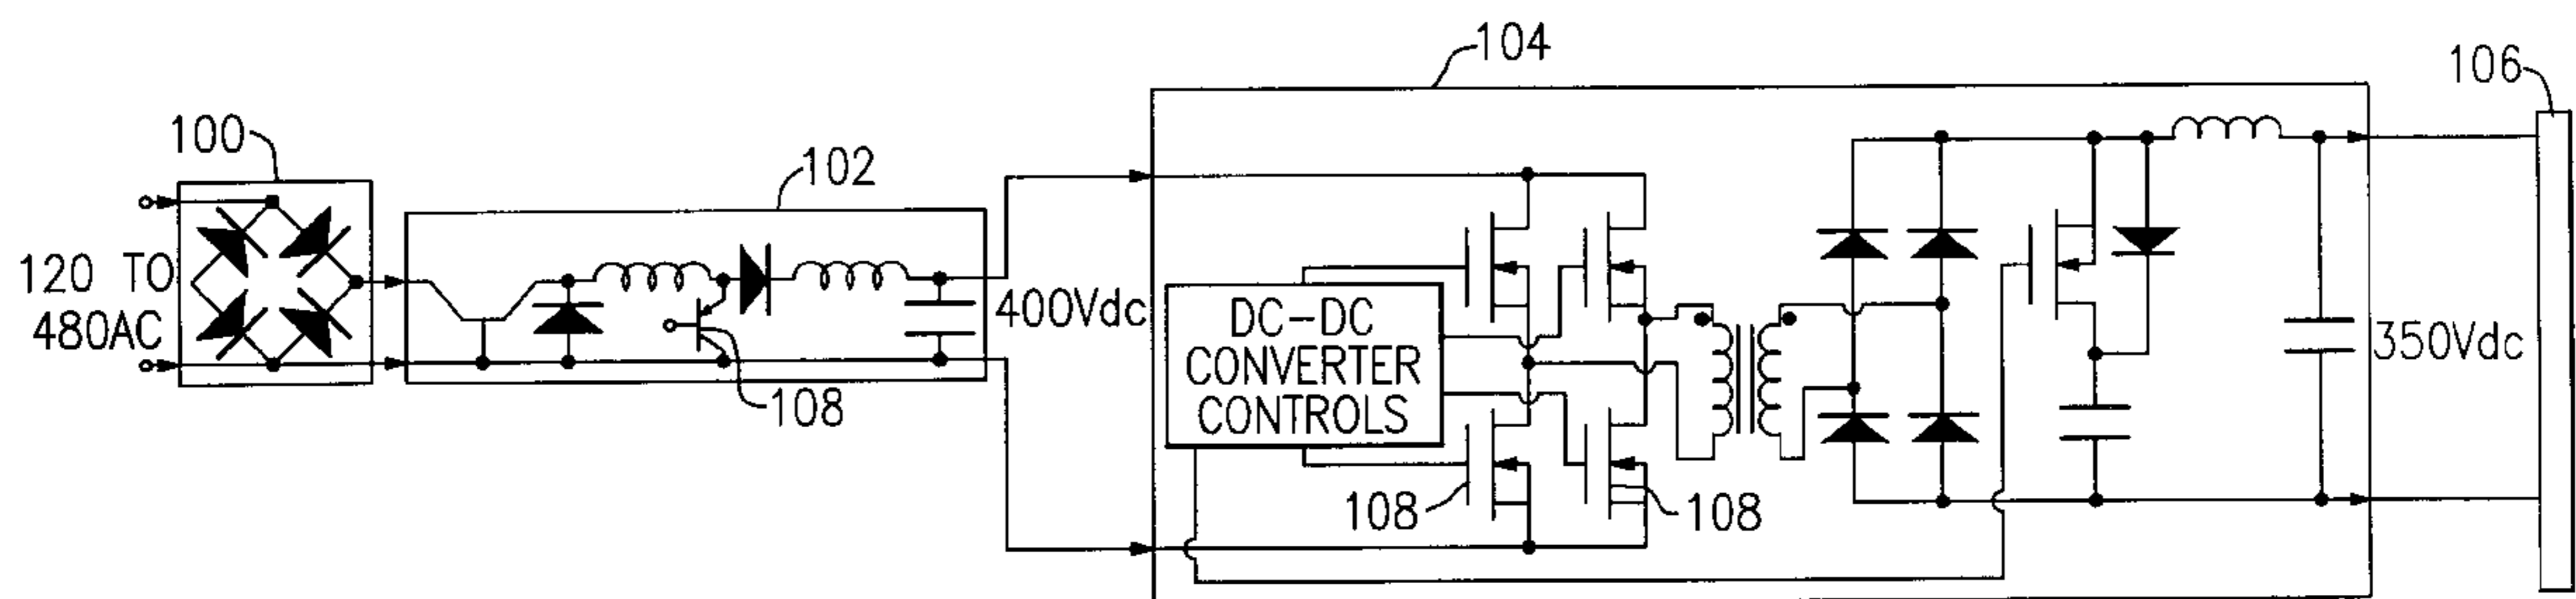 100
120 TO
480AC
102
108
400Vdc
104
DC-DC
CONVERTER
CONTROLS
108
108
350Vdc
106